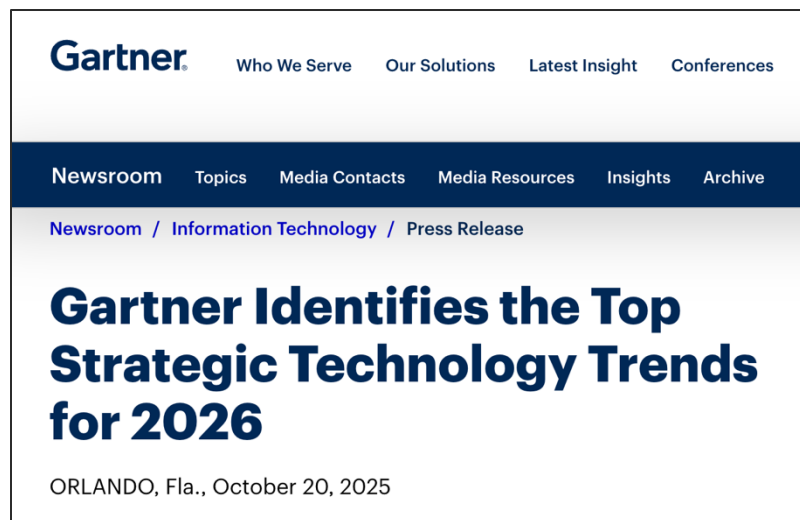 Gartner®
Who We Serve Our Solutions Latest Insight Conferences
Newsroom Topics Media Contacts Media Resources Insights Archive
Newsroom / Information Technology / Press Release
Gartner Identifies the Top
Strategic Technology Trends
for 2026
ORLANDO, Fla., October 20, 2025